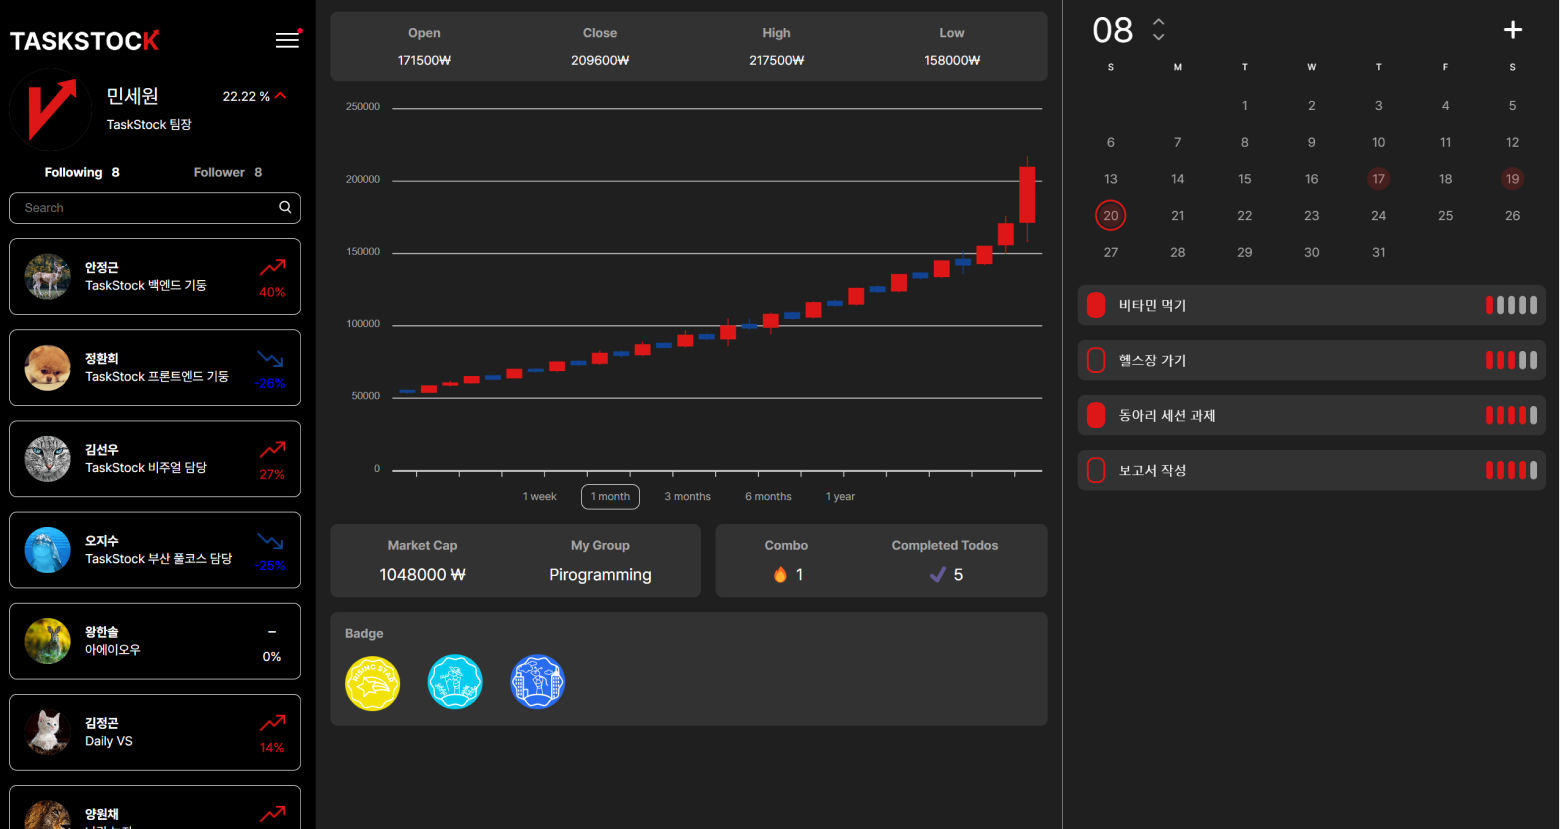 TASKSTOCK
민세원
22.22 %
TaskStock 팀장
Following 8
Follower 8
Search
안정근
TaskStock 백엔드 기둥
40%
정환희
TaskStock 프론트엔드 기둥
-26%
김선우
TaskStock 비주얼 담당
27%
오지수
TaskStock 부산 풀코스 담당
-25%
왕한솔
아에이오우
0%
김정곤
Daily VS
14%
양원채
Open Close High Low
171500₩ 209600₩ 217500₩ 158000₩
250000
200000
150000
100000
50000
0
1 week 1 month 3 months 6 months 1 year
Market Cap My Group
1048000 ₩ Pirogramming
Combo Completed Todos
1 5
Badge
RISING STAR
08
S M T W T F S
1 2 3 4 5
6 7 8 9 10 11 12
13 14 15 16 17 18 19
20 21 22 23 24 25 26
27 28 29 30 31
비타민 먹기
헬스장 가기
동아리 세션 과제
보고서 작성